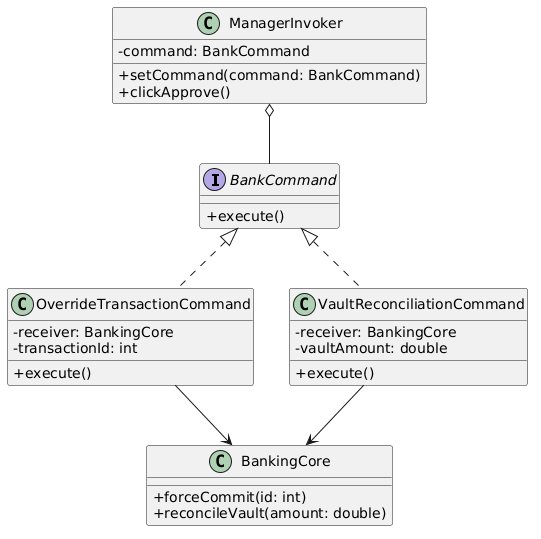 C ManagerInvoker
-command: BankCommand
+setCommand(command: BankCommand)
+clickApprove()
I BankCommand
+execute()
C OverrideTransactionCommand
-receiver: BankingCore
-transactionId: int
+execute()
C VaultReconciliationCommand
-receiver: BankingCore
-vaultAmount: double
+execute()
C BankingCore
+forceCommit(id: int)
+reconcileVault(amount: double)